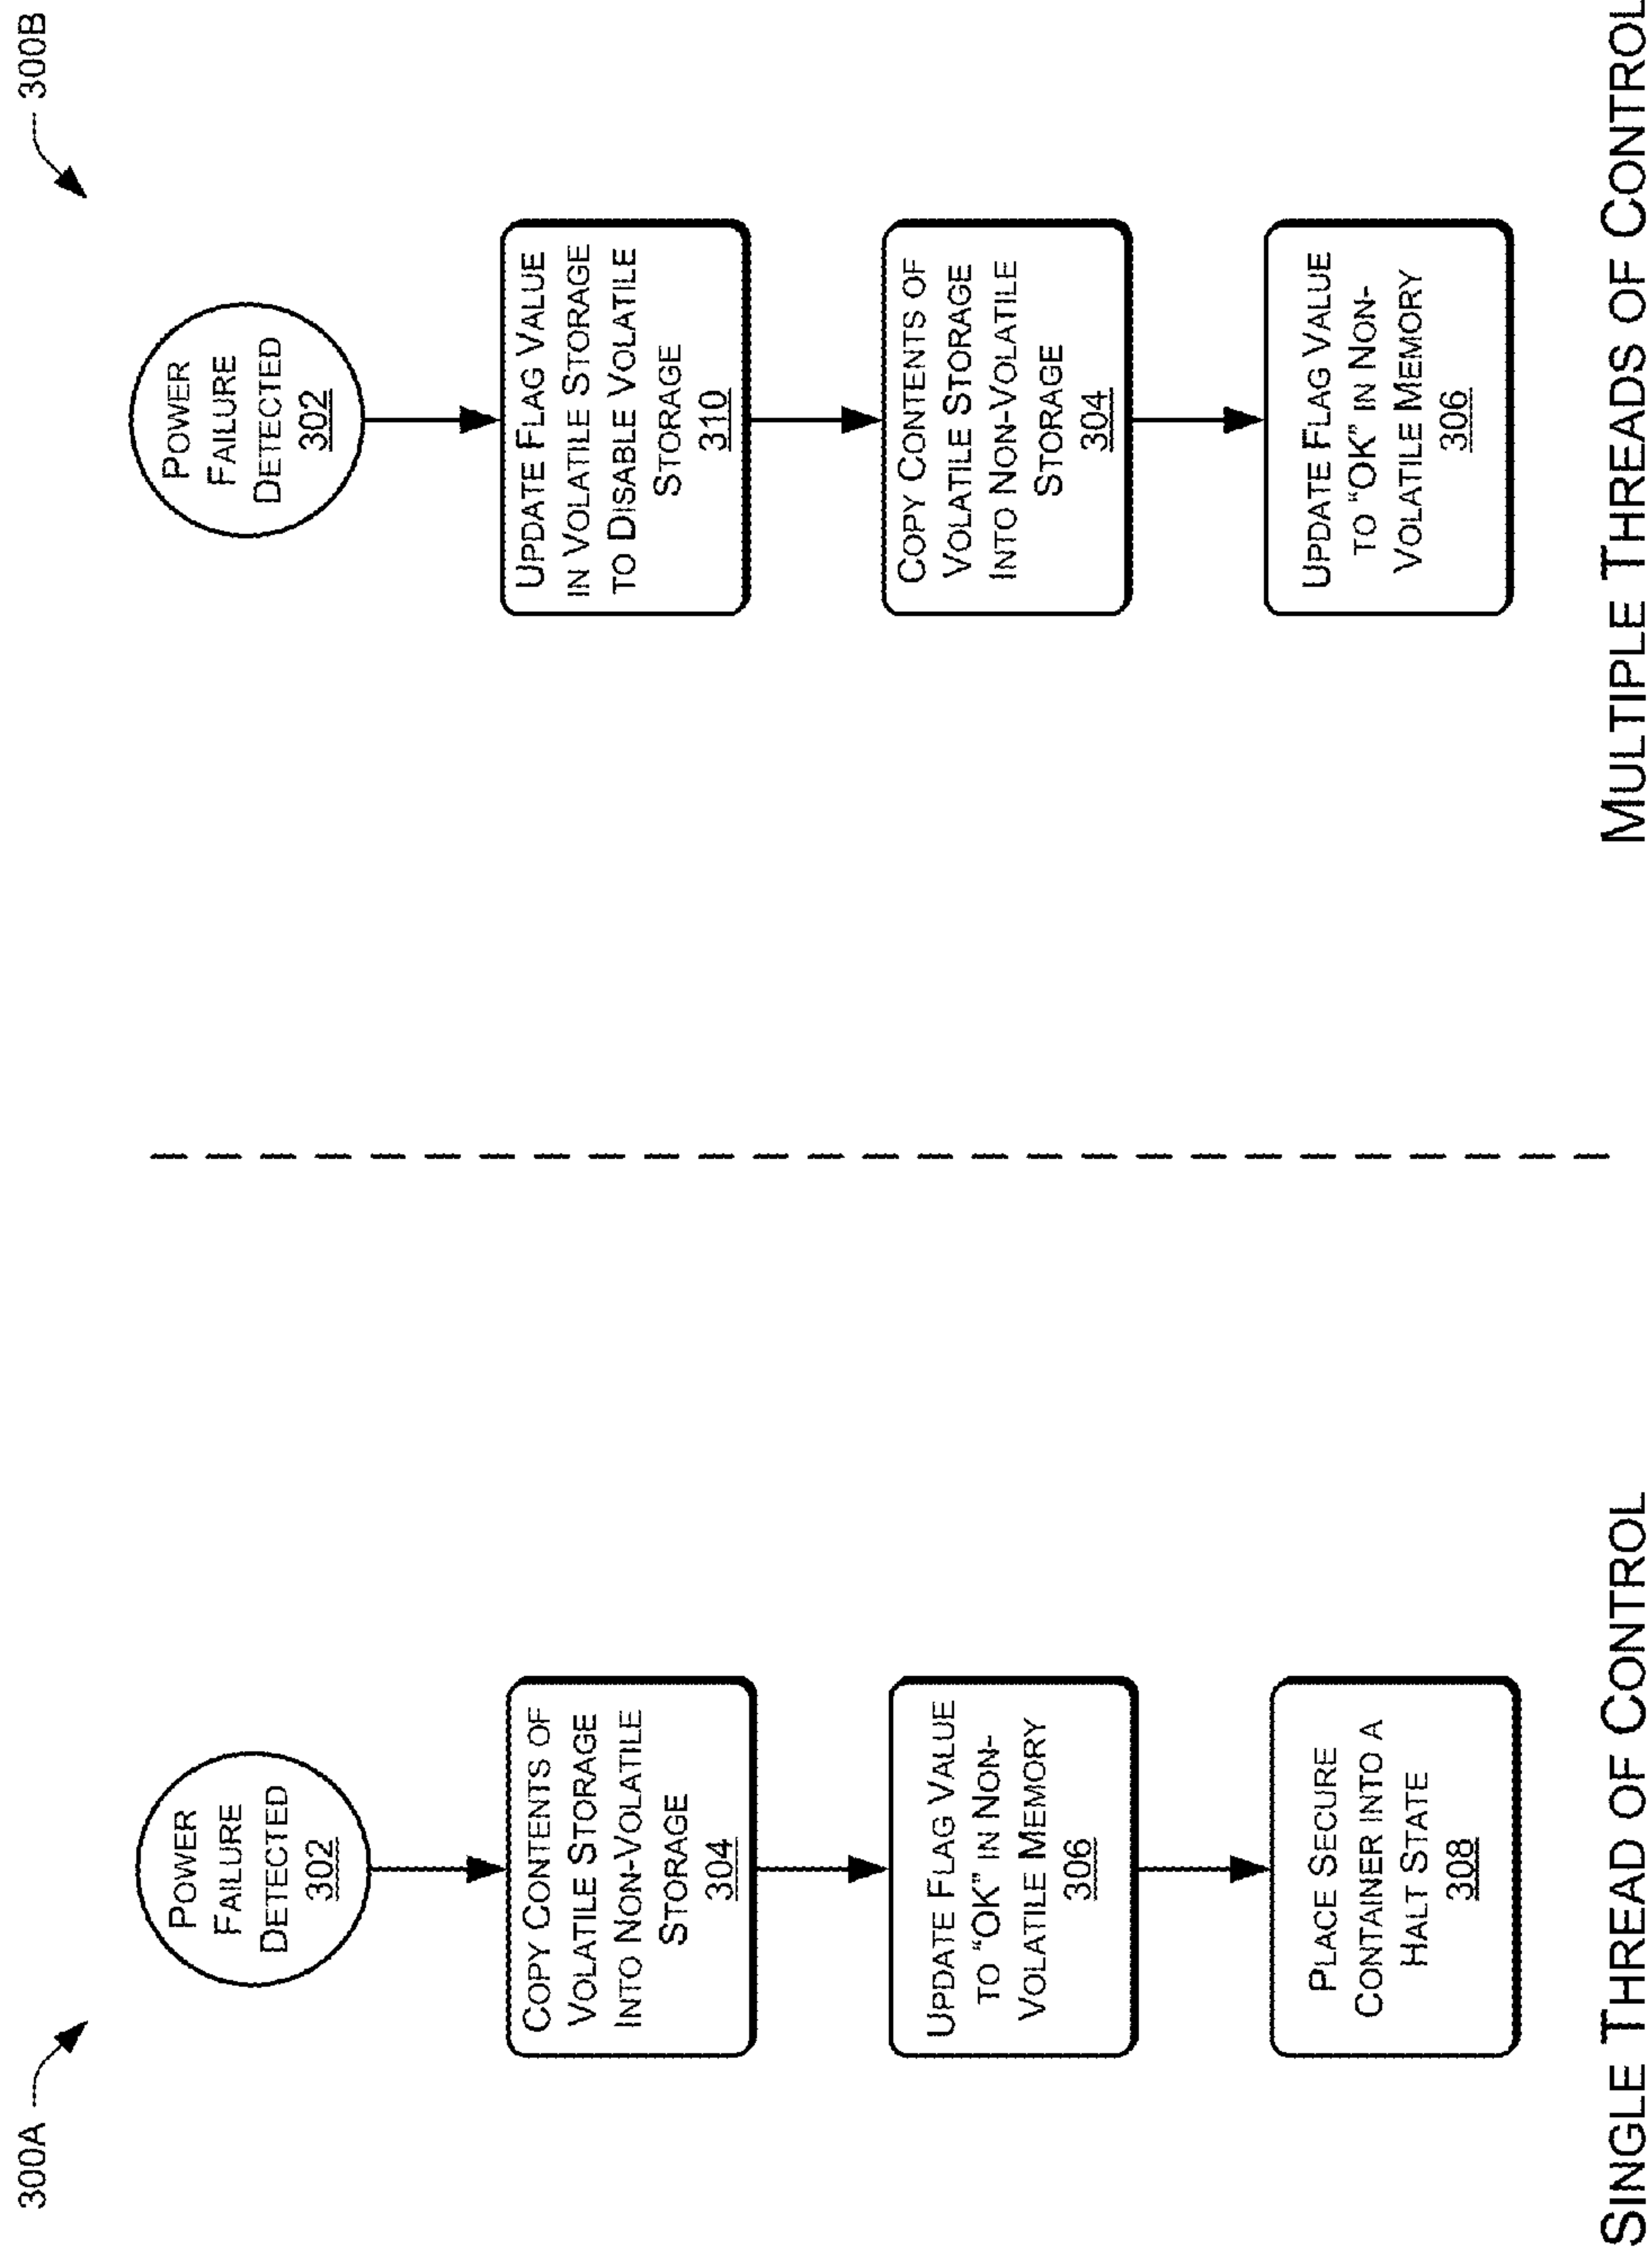 300A
POWER
FAILURE
DETECTED
302
COPY CONTENTS OF
VOLATILE STORAGE
INTO NON-VOLATILE
STORAGE
304
UPDATE FLAG VALUE
TO "OK" IN NON-
VOLATILE MEMORY
306
PLACE SECURE
CONTAINER INTO A
HALT STATE
308
SINGLE THREAD OF CONTROL
300B
POWER
FAILURE
DETECTED
302
UPDATE FLAG VALUE
IN VOLATILE STORAGE
TO DISABLE VOLATILE
STORAGE
310
COPY CONTENTS OF
VOLATILE STORAGE
INTO NON-VOLATILE
STORAGE
304
UPDATE FLAG VALUE
TO "OK" IN NON-
VOLATILE MEMORY
306
MULTIPLE THREADS OF CONTROL